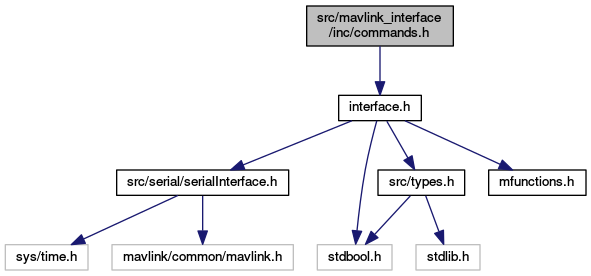 src/mavlink_interface
/inc/commands.h
interface.h
src/serial/serialInterface.h
src/types.h
mfunctions.h
sys/time.h
mavlink/common/mavlink.h
stdbool.h
stdlib.h